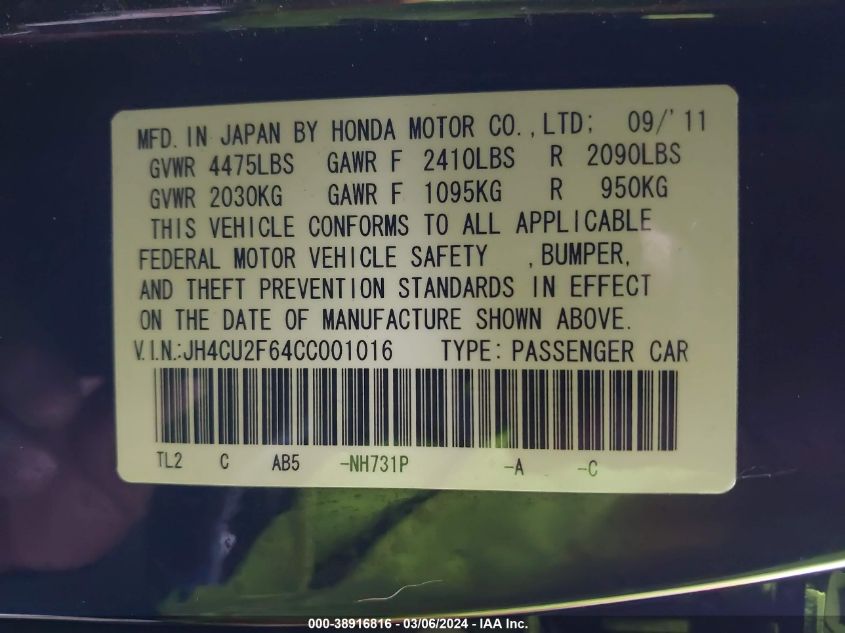 MFD. IN JAPAN BY HONDA MOTOR CO., LTD; 09/'11
GVWR 4475LBS GAWR F 2410LBS R 2090LBS
GVWR 2030KG GAWR F 1095KG R 950KG
THIS VEHICLE CONFORMS TO ALL APPLICABLE
FEDERAL MOTOR VEHICLE SAFETY , BUMPER,
AND THEFT PREVENTION STANDARDS IN EFFECT
ON THE DATE OF MANUFACTURE SHOWN ABOVE.
V.I.N.:JH4CU2F64CC001016 TYPE: PASSENGER CAR
TL2 C AB5 -NH731P -A -C
000-38916816 - 03/06/2024 - IAA Inc.